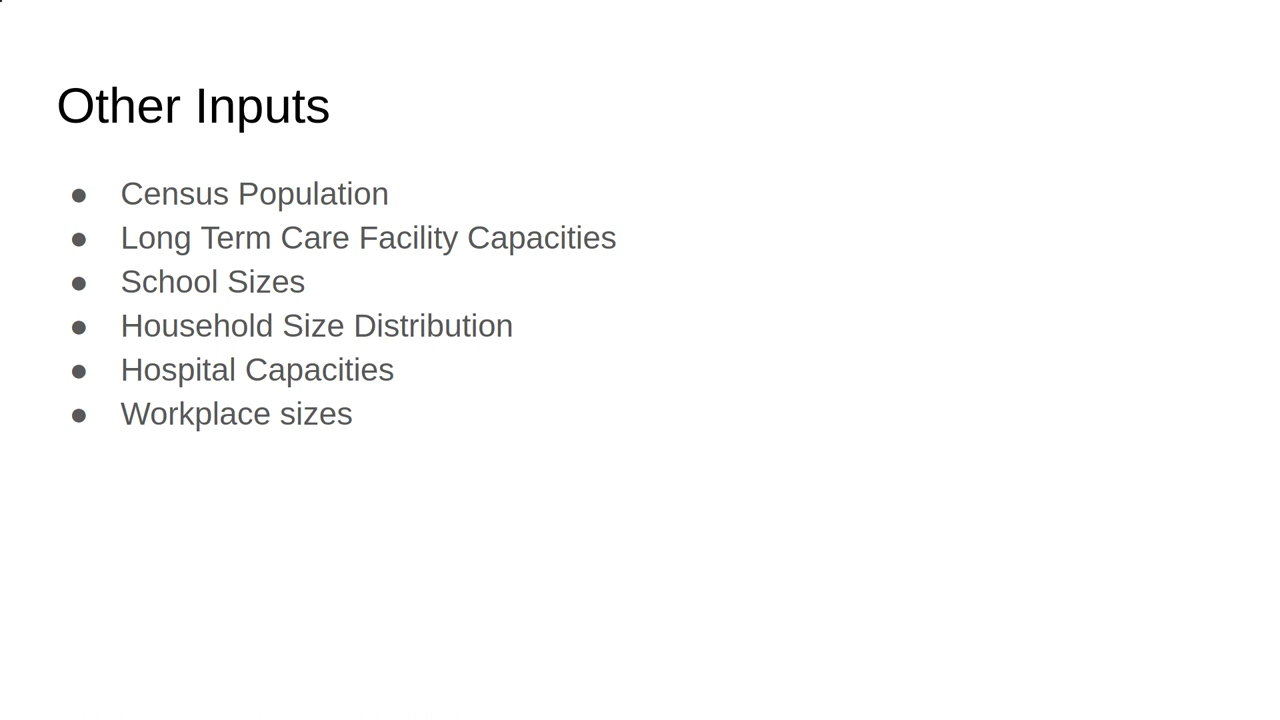 Other Inputs
● Census Population
● Long Term Care Facility Capacities
● School Sizes
● Household Size Distribution
● Hospital Capacities
● Workplace sizes